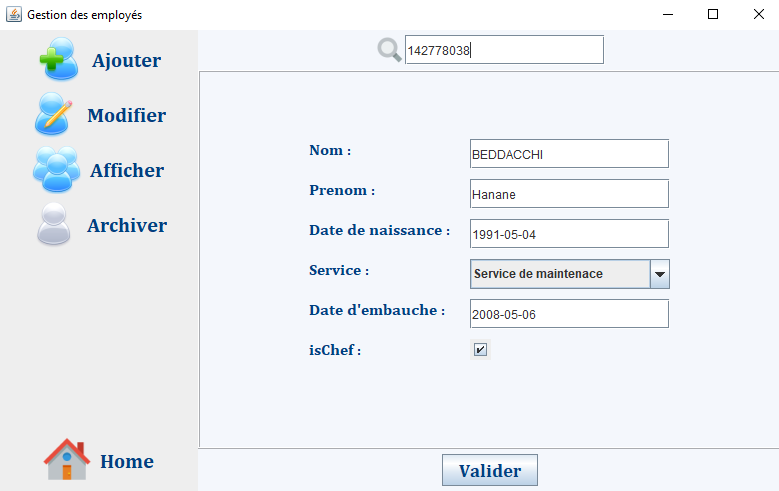 Gestion des employés
Ajouter
Modifier
Afficher
Archiver
Home
142778038
Nom : BEDDACCHI
Prenom : Hanane
Date de naissance : 1991-05-04
Service : Service de maintenace
Date d'embauche : 2008-05-06
isChef :
Valider